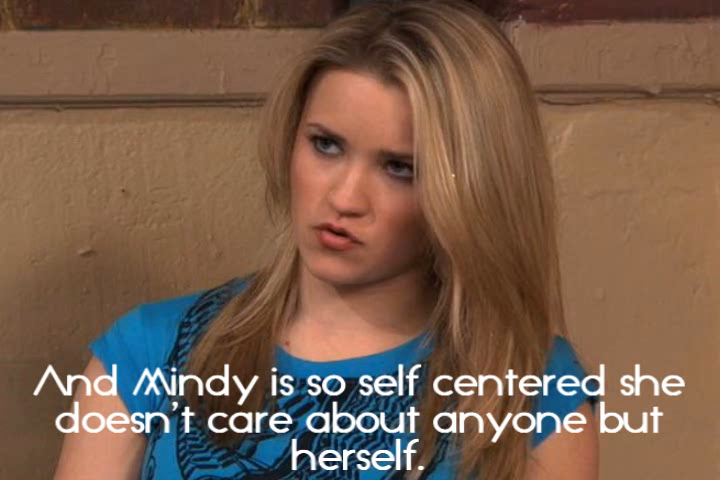 And Mindy is so self centered she
doesn't care about anyone but
herself.